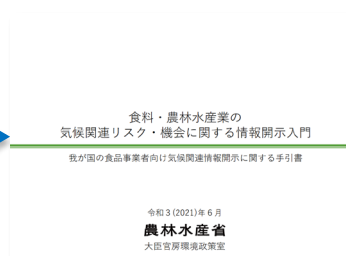 食料・農林水産業の
気候関連リスク・機会に関する情報開示入門
我が国の食品事業者向け気候関連情報開示に関する手引書
令和３(2021)年６月
農林水産省
大臣官房環境政策室